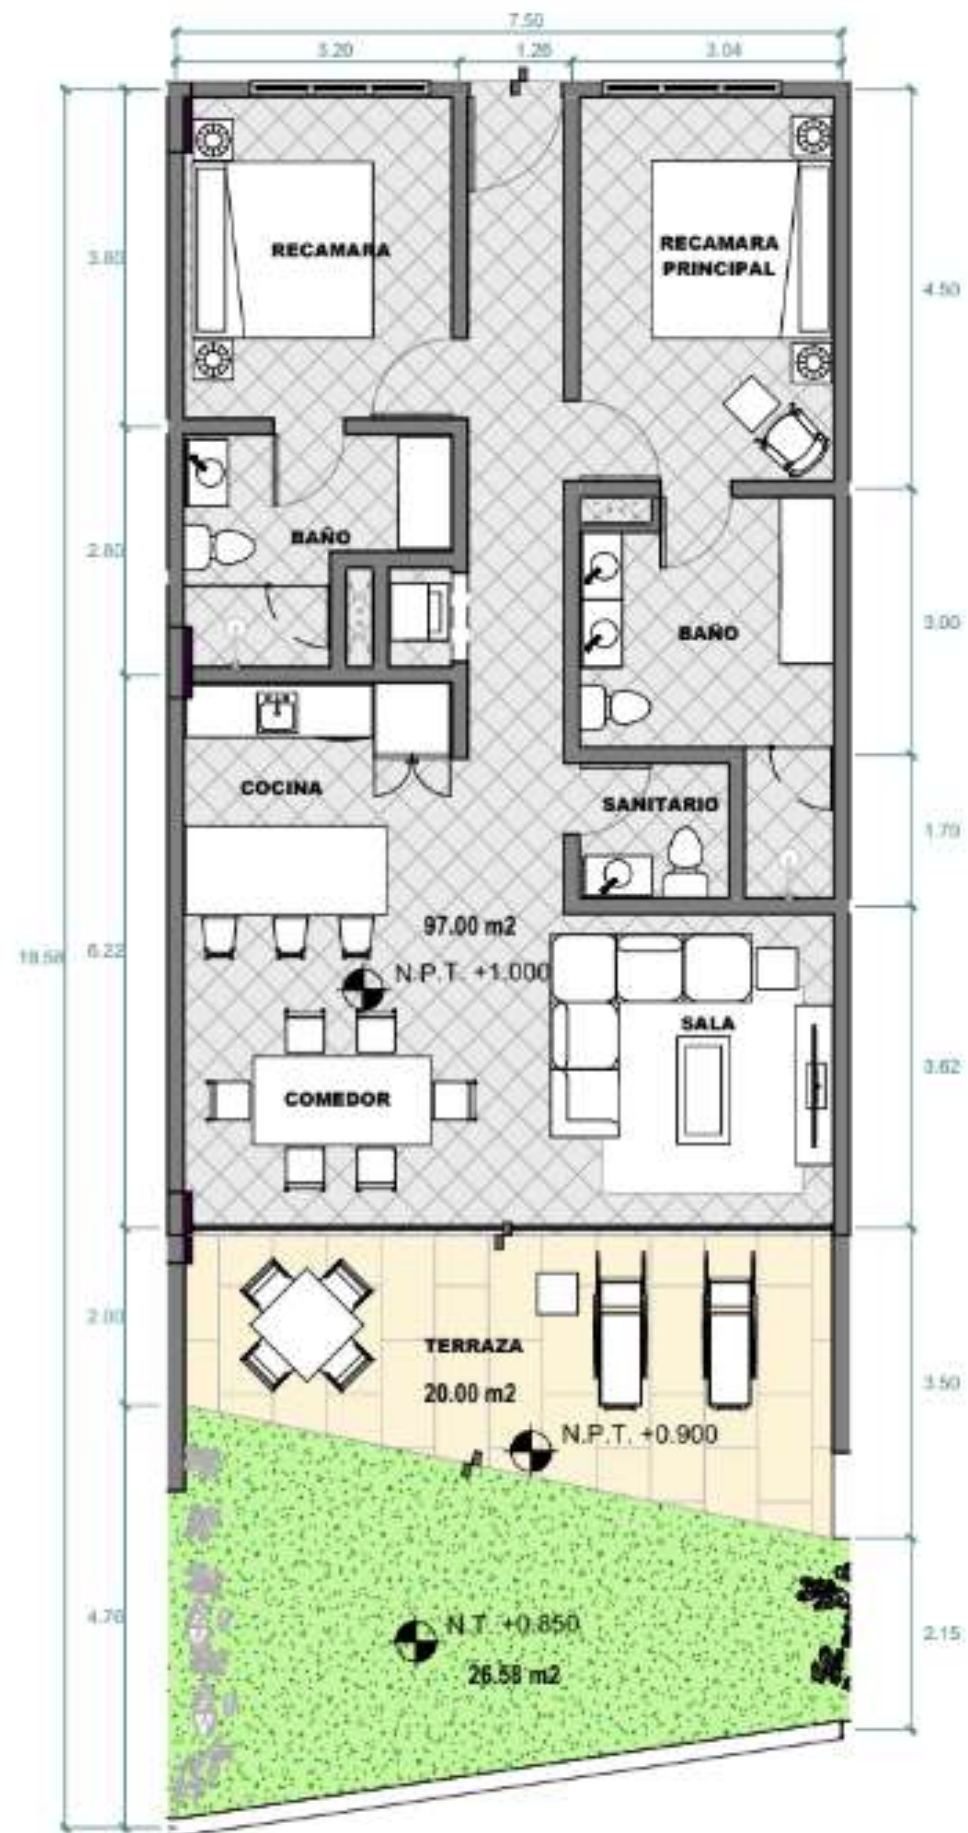 7.50
3.20 1.26 3.04
RECAMARA
RECAMARA
PRINCIPAL
3.80
4.50
BAÑO
2.80
3.00
BAÑO
COCINA
SANITARIO
1.70
97.00 m2
19.58
6.22
N.P.T. +1.000
SALA
3.62
COMEDOR
2.00
TERRAZA
3.50
20.00 m2
N.P.T. +0.900
4.76
N.T. +0.850
2.15
26.58 m2